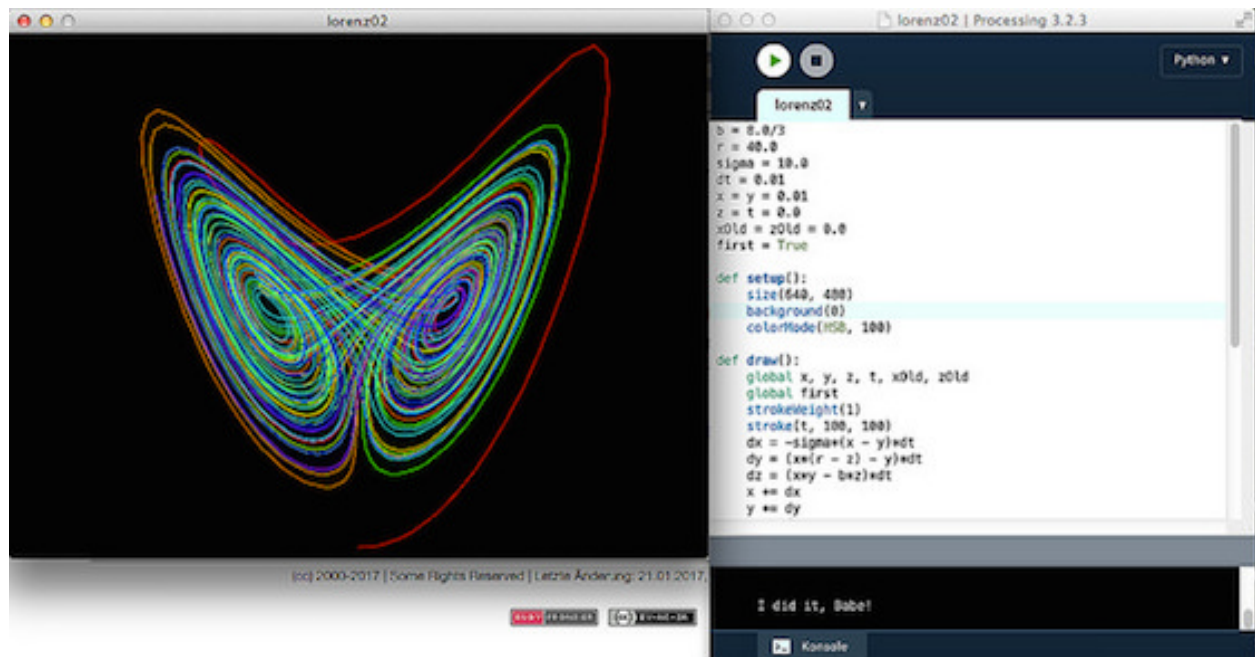 lorenz02
lorenz02 | Processing 3.2.3
Python ▾
lorenz02
b = 8.0/3
r = 40.0
sigma = 10.0
dt = 0.01
x = y = 0.01
z = t = 0.0
xOld = zOld = 0.0
first = True
def setup():
size(640, 480)
background(0)
colorMode(HSB, 100)
def draw():
global x, y, z, t, xOld, zOld
global first
strokeWeight(1)
stroke(t, 100, 100)
dx = -sigma*(x - y)*dt
dy = (x*(r - z) - y)*dt
dz = (x*y - b*z)*dt
x += dx
y += dy
(cc) 2000-2017 | Some Rights Reserved | Letzte Änderung: 21.01.2017,
I did it, Babe!
Konsole